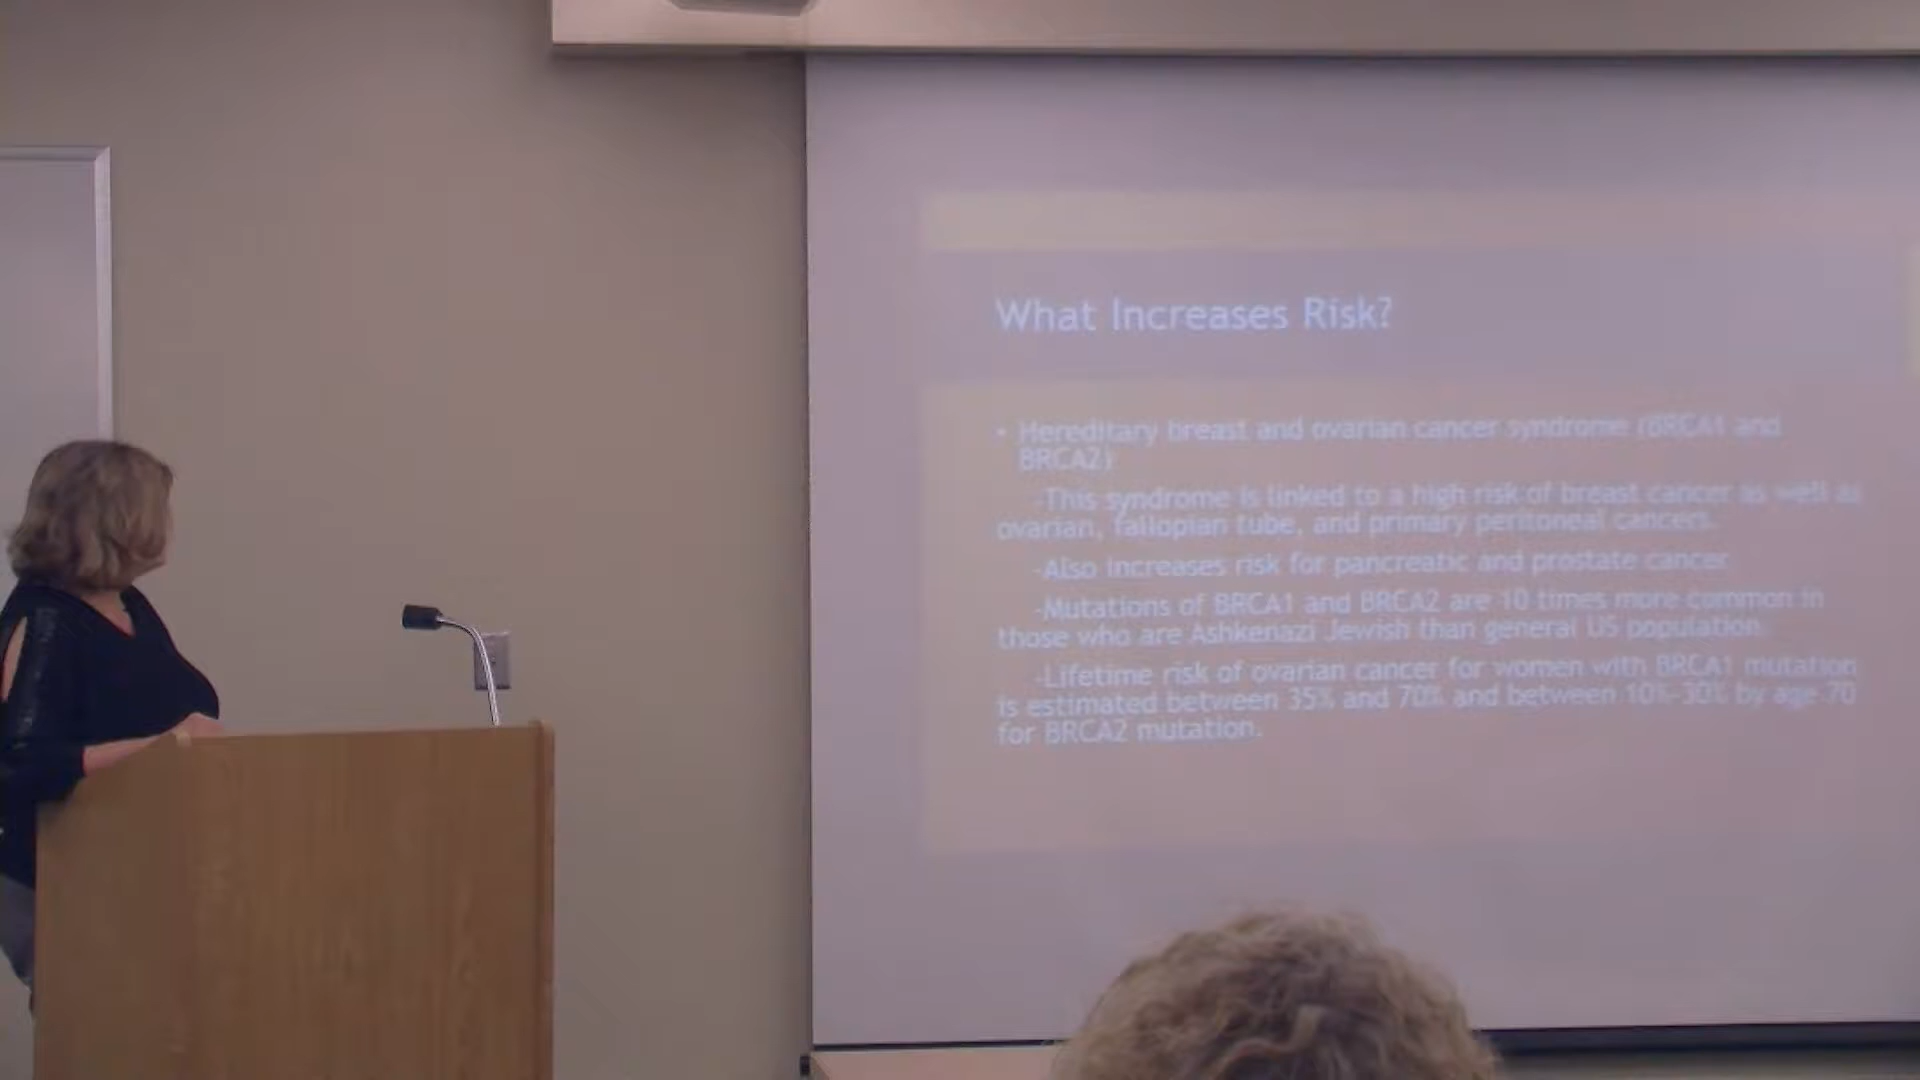 What Increases Risk?
• Hereditary breast and ovarian cancer syndrome (BRCA1 and
BRCA2)
-This syndrome is linked to a high risk of breast cancer as well as
ovarian, fallopian tube, and primary peritoneal cancers.
-Also increases risk for pancreatic and prostate cancer
-Mutations of BRCA1 and BRCA2 are 10 times more common in
those who are Ashkenazi Jewish than general US population.
-Lifetime risk of ovarian cancer for women with BRCA1 mutation
is estimated between 35% and 70% and between 10%-30% by age 70
for BRCA2 mutation.